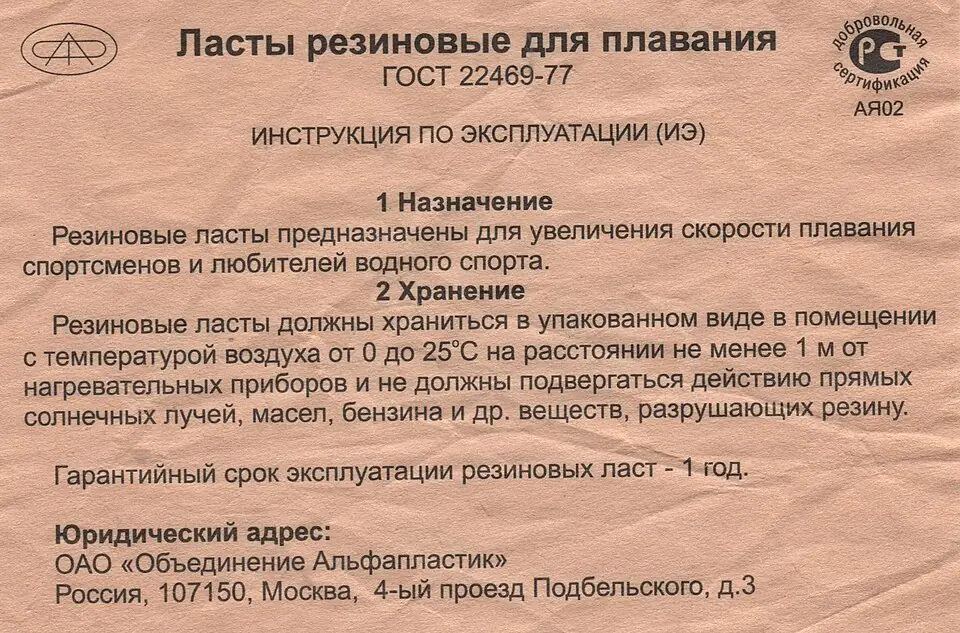 Ласты резиновые для плавания
ГОСТ 22469-77
добровольная
РСТ
сертификация
АЯ02
ИНСТРУКЦИЯ ПО ЭКСПЛУАТАЦИИ (ИЭ)
1 Назначение
Резиновые ласты предназначены для увеличения скорости плавания
спортсменов и любителей водного спорта.
2 Хранение
Резиновые ласты должны храниться в упакованном виде в помещении
с температурой воздуха от 0 до 25°С на расстоянии не менее 1 м от
нагревательных приборов и не должны подвергаться действию прямых
солнечных лучей, масел, бензина и др. веществ, разрушающих резину.
Гарантийный срок эксплуатации резиновых ласт - 1 год.
Юридический адрес:
ОАО «Объединение Альфапластик»
Россия, 107150, Москва, 4-ый проезд Подбельского, д.3